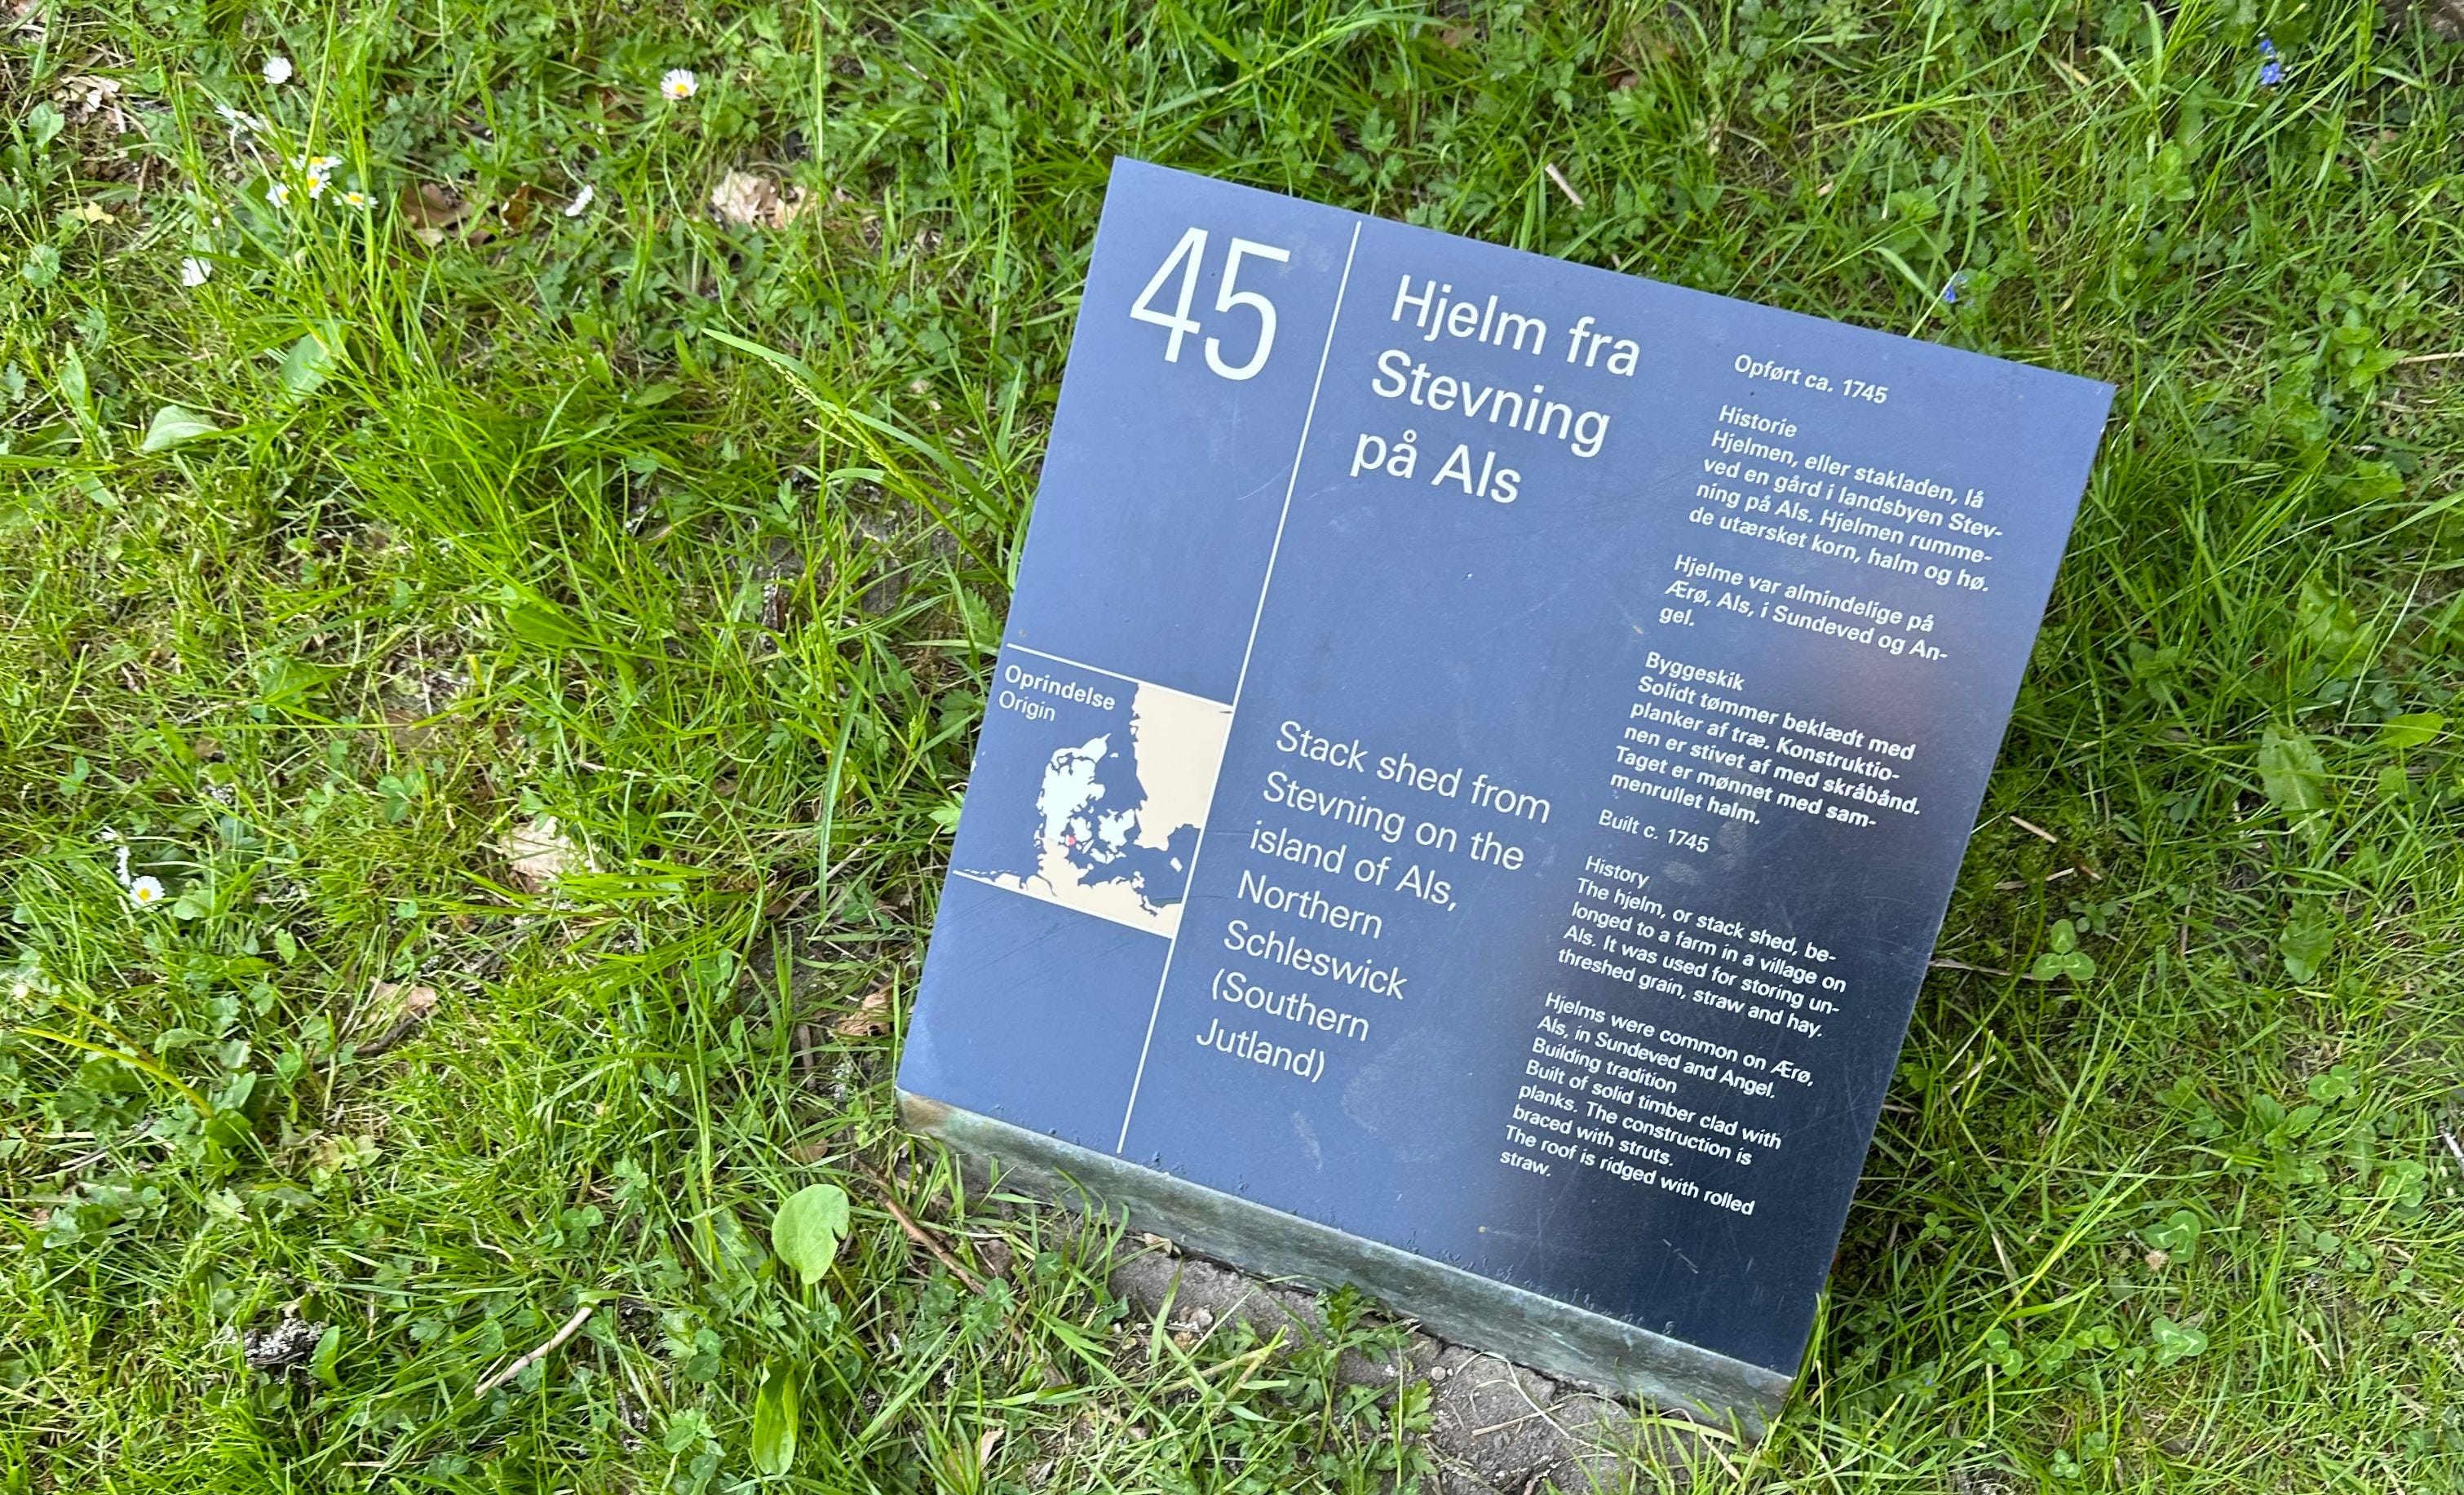 45
Hjelm fra
Stevning
på Als
Opført ca. 1745
Historie
Hjelmen, eller stakladen, lå
ved en gård i landsbyen Stev-
ning på Als. Hjelmen rumme-
de utærsket korn, halm og hø.
Hjelme var almindelige på
Ærø, Als, i Sundeved og An-
gel.
Byggeskik
Solidt tømmer beklædt med
planker af træ. Konstruktio-
nen er stivet af med skråbånd.
Taget er mønnet med sam-
menrullet halm.
Oprindelse
Origin
Stack shed from
Stevning on the
island of Als,
Northern
Schleswick
(Southern
Jutland)
Built c. 1745
History
The hjelm, or stack shed, be-
longed to a farm in a village on
Als. It was used for storing un-
threshed grain, straw and hay.
Hjelms were common on Ærø,
Als, in Sundeved and Angel.
Building tradition
Built of solid timber clad with
planks. The construction is
braced with struts.
The roof is ridged with rolled
straw.